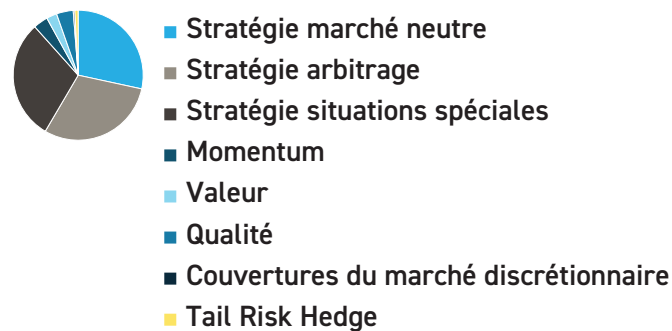 Stratégie marché neutre
Stratégie arbitrage
Stratégie situations spéciales
Momentum
Valeur
Qualité
Couvertures du marché discrétionnaire
Tail Risk Hedge